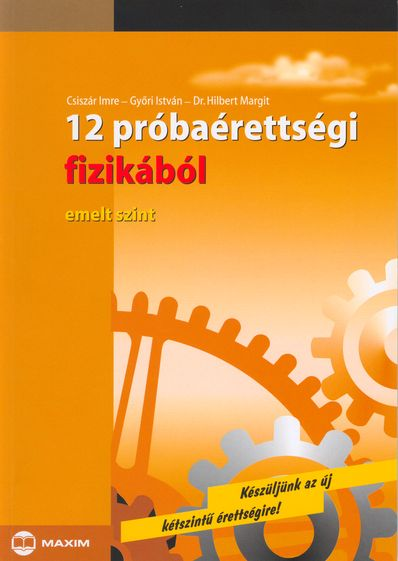 Csiszár Imre – Győri István – Dr. Hilbert Margit
12 próbaérettségi
fizikából
emelt szint
Készüljünk az új
kétszintű érettségire!
MAXIM